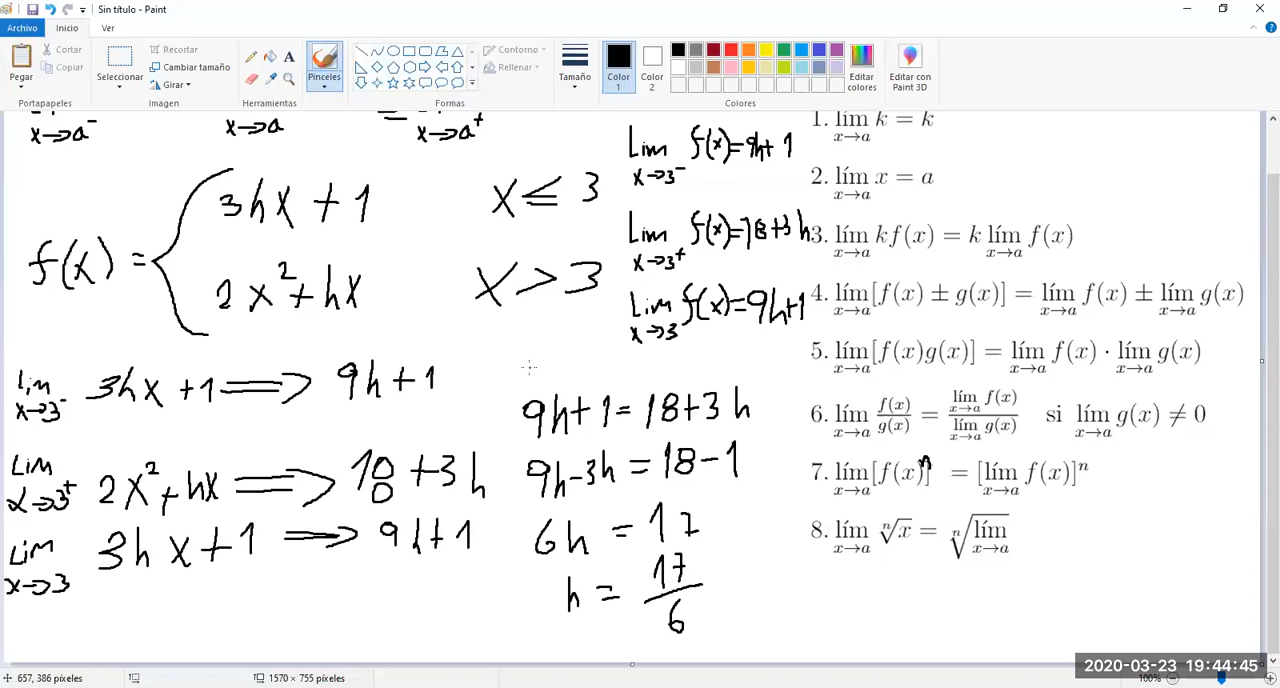 Sin título - Paint
Archivo Inicio Ver
Pegar
Cortar
Copiar
Portapapeles
Seleccionar
Recortar
Cambiar tamaño
Girar
Imagen
A
Herramientas
Pinceles
Contorno
Rellenar
Formas
Tamaño
Color 1
Color 2
Editar colores
Editar con Paint 3D
Colores
x→a⁻ x→a = x→a⁺
f(x) = { 3hx + 1 x ≤ 3
2x² + hx x > 3
lim x→3⁻ 3hx + 1 ⟹ 9h + 1
Lim x→3⁺ 2x² + hx ⟹ 18 + 3h
Lim x→3 3hx + 1 ⟹ 9h + 1
Lim x→3⁻ f(x)=9h+1
Lim x→3⁺ f(x)=18+3h
Lim x→3 f(x)=9h+1
9h+1 = 18+3h
9h-3h = 18-1
6h = 17
h = 17/6
1. lím x→a k = k
2. lím x→a x = a
3. lím x→a kf(x) = k lím x→a f(x)
4. lím x→a [f(x) ± g(x)] = lím x→a f(x) ± lím x→a g(x)
5. lím x→a [f(x)g(x)] = lím x→a f(x) · lím x→a g(x)
6. lím x→a f(x)/g(x) = lím x→a f(x) / lím x→a g(x) si lím x→a g(x) ≠ 0
7. lím x→a [f(x)]ⁿ = [lím x→a f(x)]ⁿ
8. lím x→a ⁿ√x = ⁿ√lím x→a
657, 386 píxeles
1570 × 755 píxeles
100%
2020-03-23 19:44:45